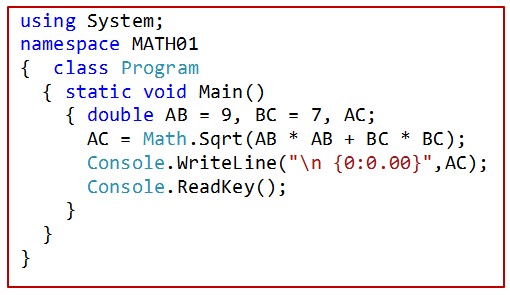 using System;
namespace MATH01
{  class Program
  { static void Main()
    { double AB = 9, BC = 7, AC;
      AC = Math.Sqrt(AB * AB + BC * BC);
      Console.WriteLine("\n {0:0.00}",AC);
      Console.ReadKey();
    }
  }
}